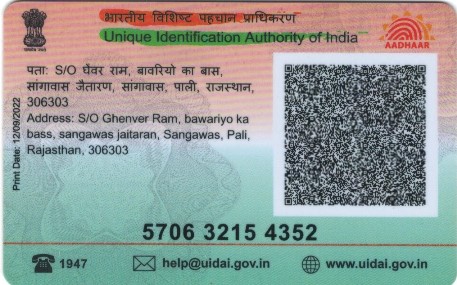 भारतीय विशिष्ट पहचान प्राधिकरण
Unique Identification Authority of India
AADHAAR
पता: S/O घेंवर राम, बावरियो का बास,
सांगावास जैतारण, सांगावास, पाली, राजस्थान,
306303
Address: S/O Ghenver Ram, bawariyo ka
bass, sangawas jaitaran, Sangawas, Pali,
Rajasthan, 306303
Print Date: 12/09/2022
5706 3215 4352
1947
help@uidai.gov.in
www.uidai.gov.in